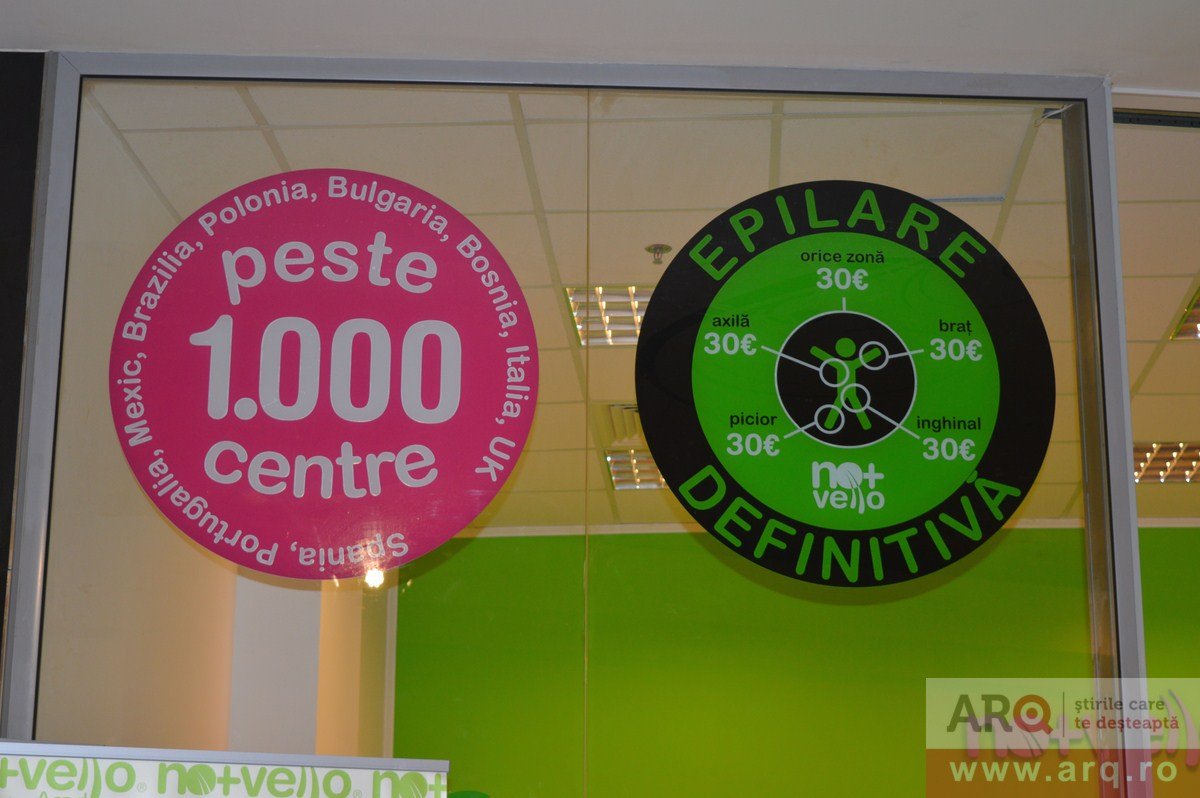 Spania, Portugalia, Mexic, Brazilia, Polonia, Bulgaria, Bosnia, Italia, UK
peste
1.000
centre
EPILARE
orice zonă
30€
axilă
30€
braț
30€
picior
30€
inghinal
30€
no+
vello
DEFINITIVĂ
ARQ
știrile care
te deșteaptă
no+vello
www.arq.ro
no+vello® no+vello® no+